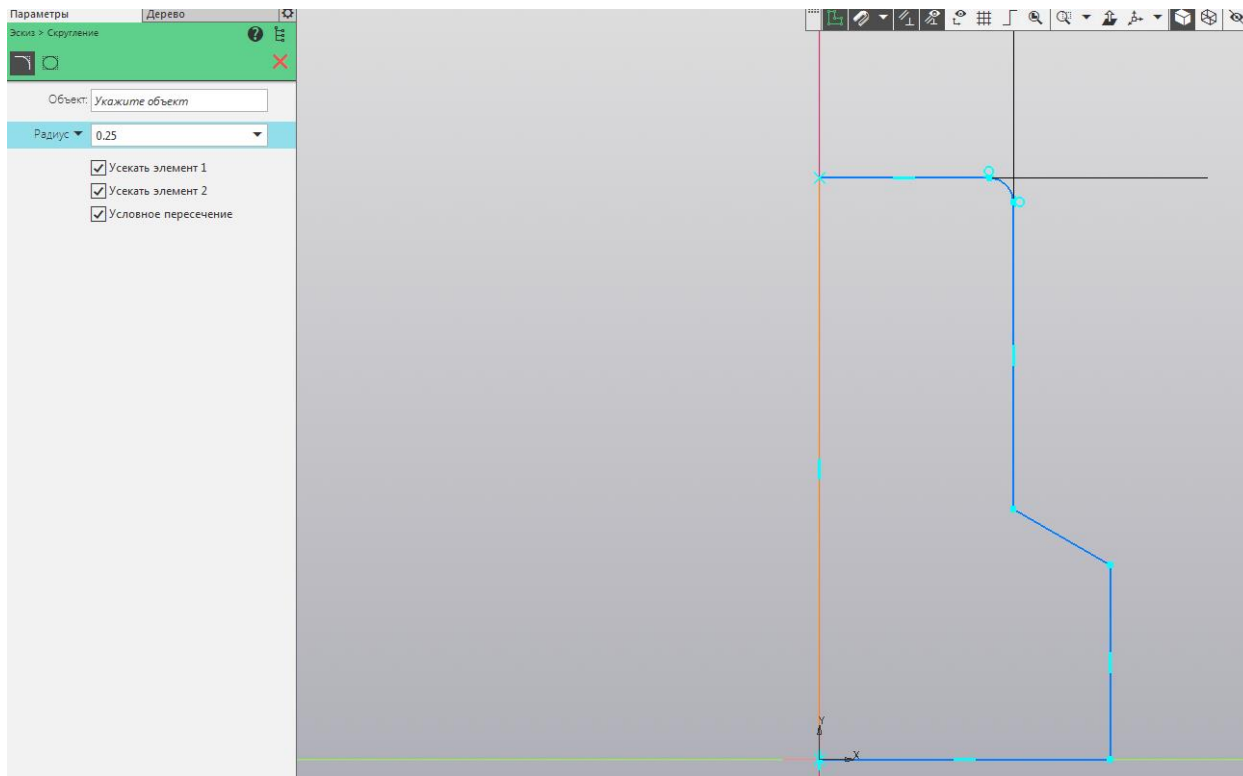 Параметры Дерево
Эскиз > Скругление
Объект: Укажите объект
Радиус 0.25
Усекать элемент 1
Усекать элемент 2
Условное пересечение
Y
X